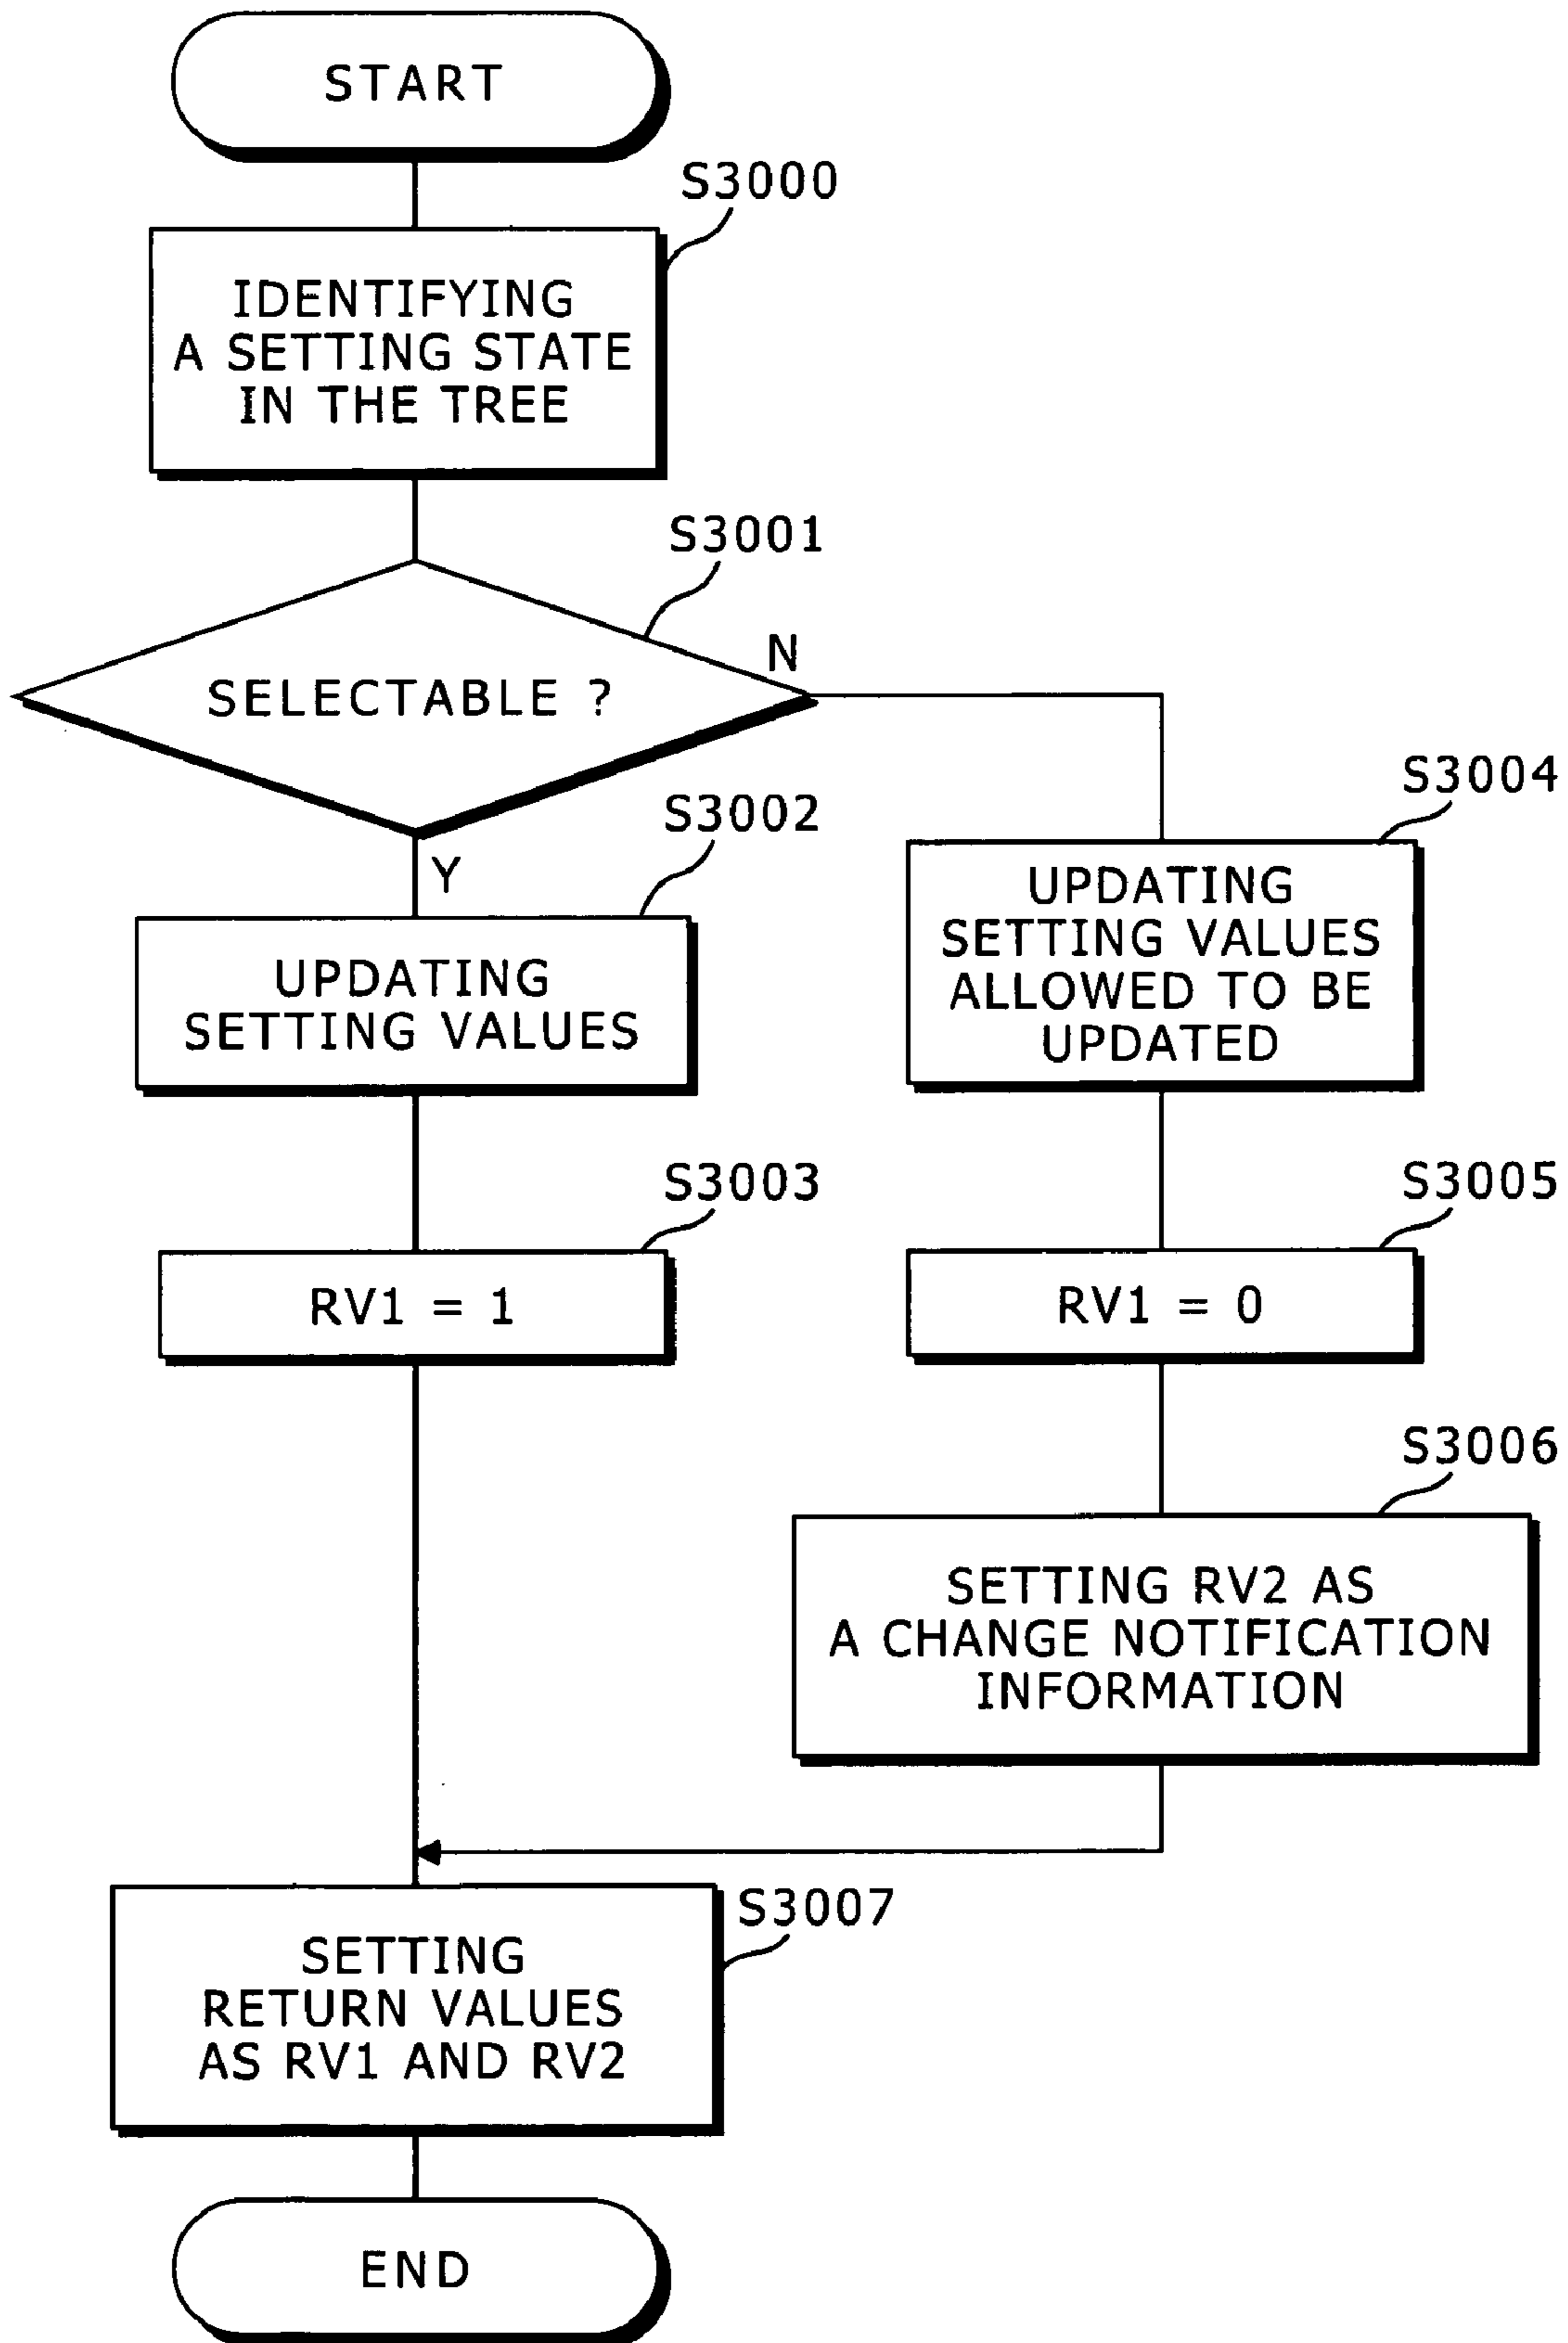 START
S3000
IDENTIFYING
A SETTING STATE
IN THE TREE
S3001
N
SELECTABLE ?
S3004
S3002
Y
UPDATING
SETTING VALUES
ALLOWED TO BE
UPDATED
UPDATING
SETTING VALUES
S3003
S3005
RV1 = 1
RV1 = 0
S3006
SETTING RV2 AS
A CHANGE NOTIFICATION
INFORMATION
S3007
SETTING
RETURN VALUES
AS RV1 AND RV2
END